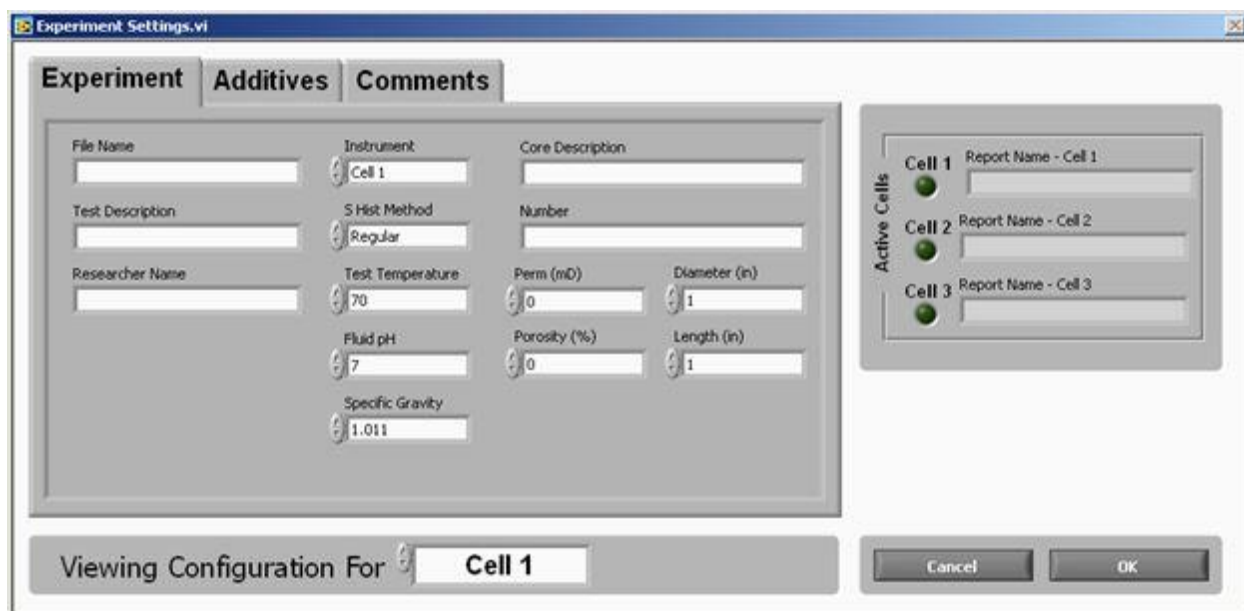 Experiment Settings.vi
Experiment Additives Comments
File Name
Instrument
Cell 1
Core Description
Test Description
S Hist Method
Regular
Number
Researcher Name
Test Temperature
70
Perm (mD)
0
Diameter (in)
1
Fluid pH
7
Porosity (%)
0
Length (in)
1
Specific Gravity
1.011
Active Cells
Cell 1 Report Name - Cell 1
Cell 2 Report Name - Cell 2
Cell 3 Report Name - Cell 3
Viewing Configuration For Cell 1
Cancel OK